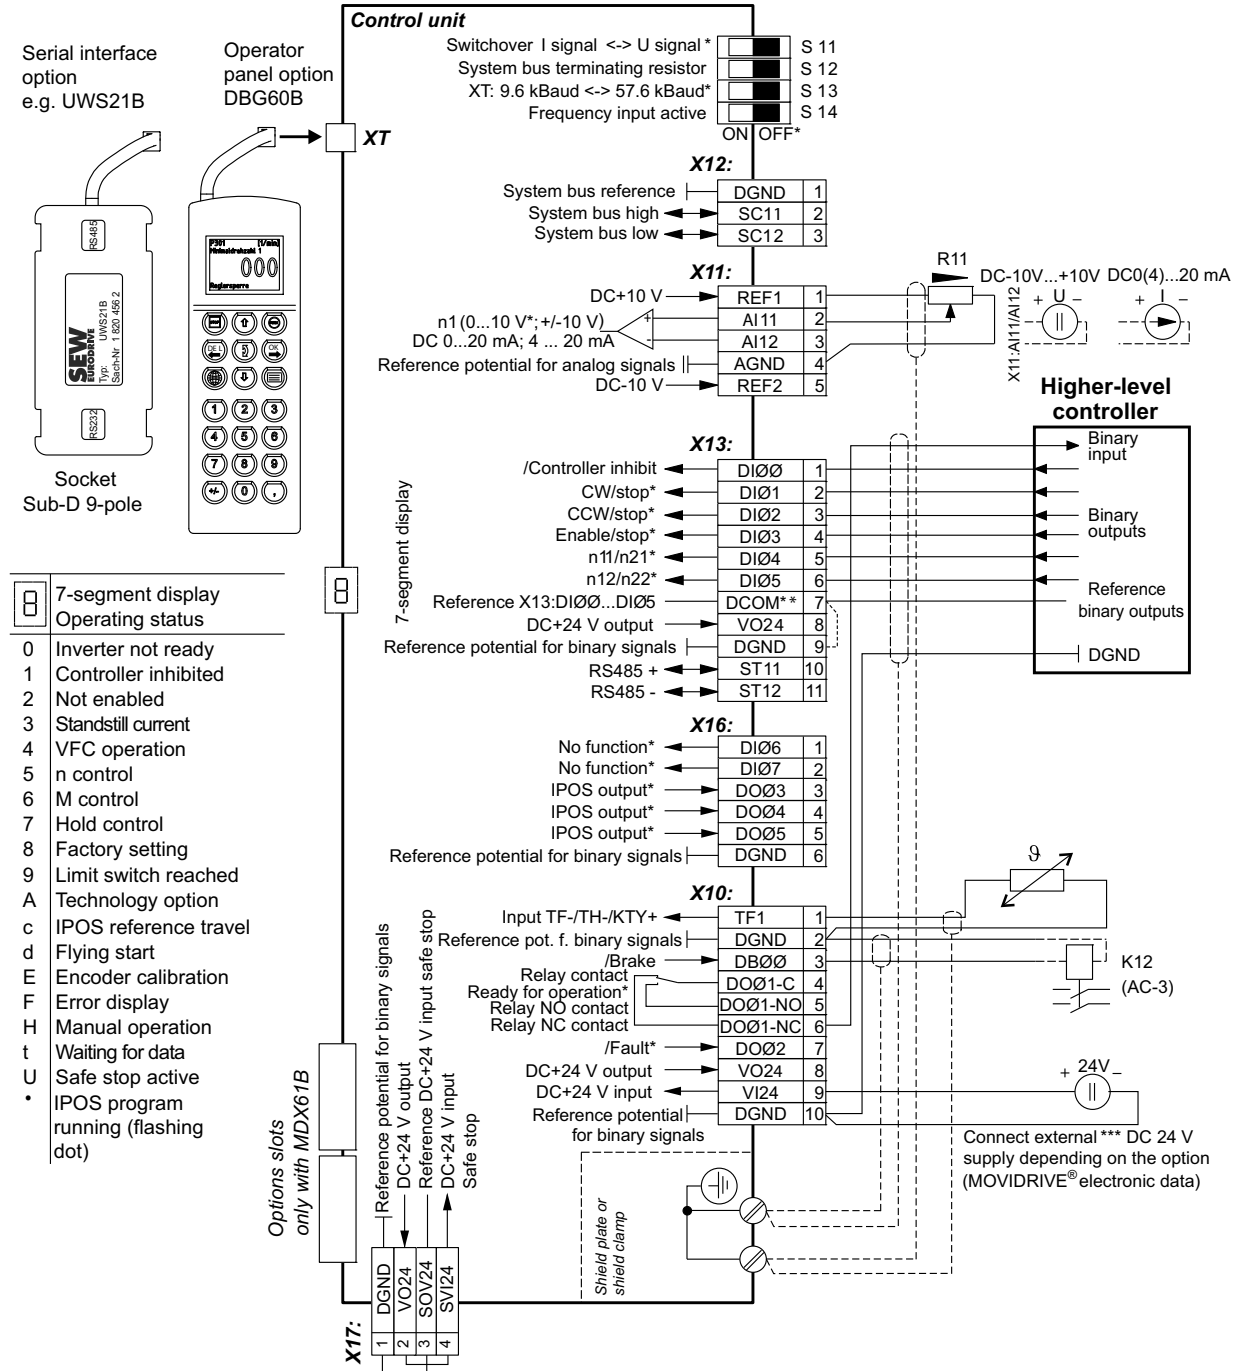 Control unit
Serial interface
option
e.g. UWS21B
Operator
panel option
DBG60B
XT
RS485
SEW
EURODRIVE
Typ: UWS21B
Sach-Nr 1 820 456 2
RS232
Socket
Sub-D 9-pole
P301 [1/min]
Minimaldrehzahl 1
000
Reglersperre
DEL
OK
1 2 3
4 5 6
7 8 9
+/- 0 ,
7-segment display
Operating status
0 Inverter not ready
1 Controller inhibited
2 Not enabled
3 Standstill current
4 VFC operation
5 n control
6 M control
7 Hold control
8 Factory setting
9 Limit switch reached
A Technology option
c IPOS reference travel
d Flying start
E Encoder calibration
F Error display
H Manual operation
t Waiting for data
U Safe stop active
• IPOS program
running (flashing
dot)
Switchover I signal <-> U signal* S 11
System bus terminating resistor S 12
XT: 9.6 kBaud <-> 57.6 kBaud* S 13
Frequency input active S 14
ON OFF*
X12:
System bus reference DGND 1
System bus high SC11 2
System bus low SC12 3
X11:
DC+10 V REF1 1
n1 (0...10 V*; +/-10 V) + AI11 2
DC 0...20 mA; 4 ... 20 mA - AI12 3
Reference potential for analog signals AGND 4
DC-10 V REF2 5
R11
DC-10V...+10V DC0(4)...20 mA
+ U -
+ I -
X11:AI11/AI12
Higher-level
controller
Binary
input
Binary
outputs
Reference
binary outputs
DGND
X13:
7-segment display
/Controller inhibit DIØØ 1
CW/stop* DIØ1 2
CCW/stop* DIØ2 3
Enable/stop* DIØ3 4
n11/n21* DIØ4 5
n12/n22* DIØ5 6
Reference X13:DIØØ...DIØ5 DCOM** 7
DC+24 V output VO24 8
Reference potential for binary signals DGND 9
RS485 + ST11 10
RS485 - ST12 11
X16:
No function* DIØ6 1
No function* DIØ7 2
IPOS output* DOØ3 3
IPOS output* DOØ4 4
IPOS output* DOØ5 5
Reference potential for binary signals DGND 6
X10:
Input TF-/TH-/KTY+ TF1 1
Reference pot. f. binary signals DGND 2
/Brake DBØØ 3
Relay contact DOØ1-C 4
Ready for operation*
Relay NO contact DOØ1-NO 5
Relay NC contact DOØ1-NC 6
/Fault* DOØ2 7
DC+24 V output VO24 8
DC+24 V input VI24 9
Reference potential DGND 10
for binary signals
ϑ
K12
(AC-3)
+ 24V -
Connect external *** DC 24 V
supply depending on the option
(MOVIDRIVE® electronic data)
Options slots
only with MDX61B
Reference potential for binary signals
DC+24 V output
Reference DC+24 V input safe stop
DC+24 V input
Safe stop
Shield plate or
shield clamp
X17:
DGND 1
VO24 2
SOV24 3
SVI24 4